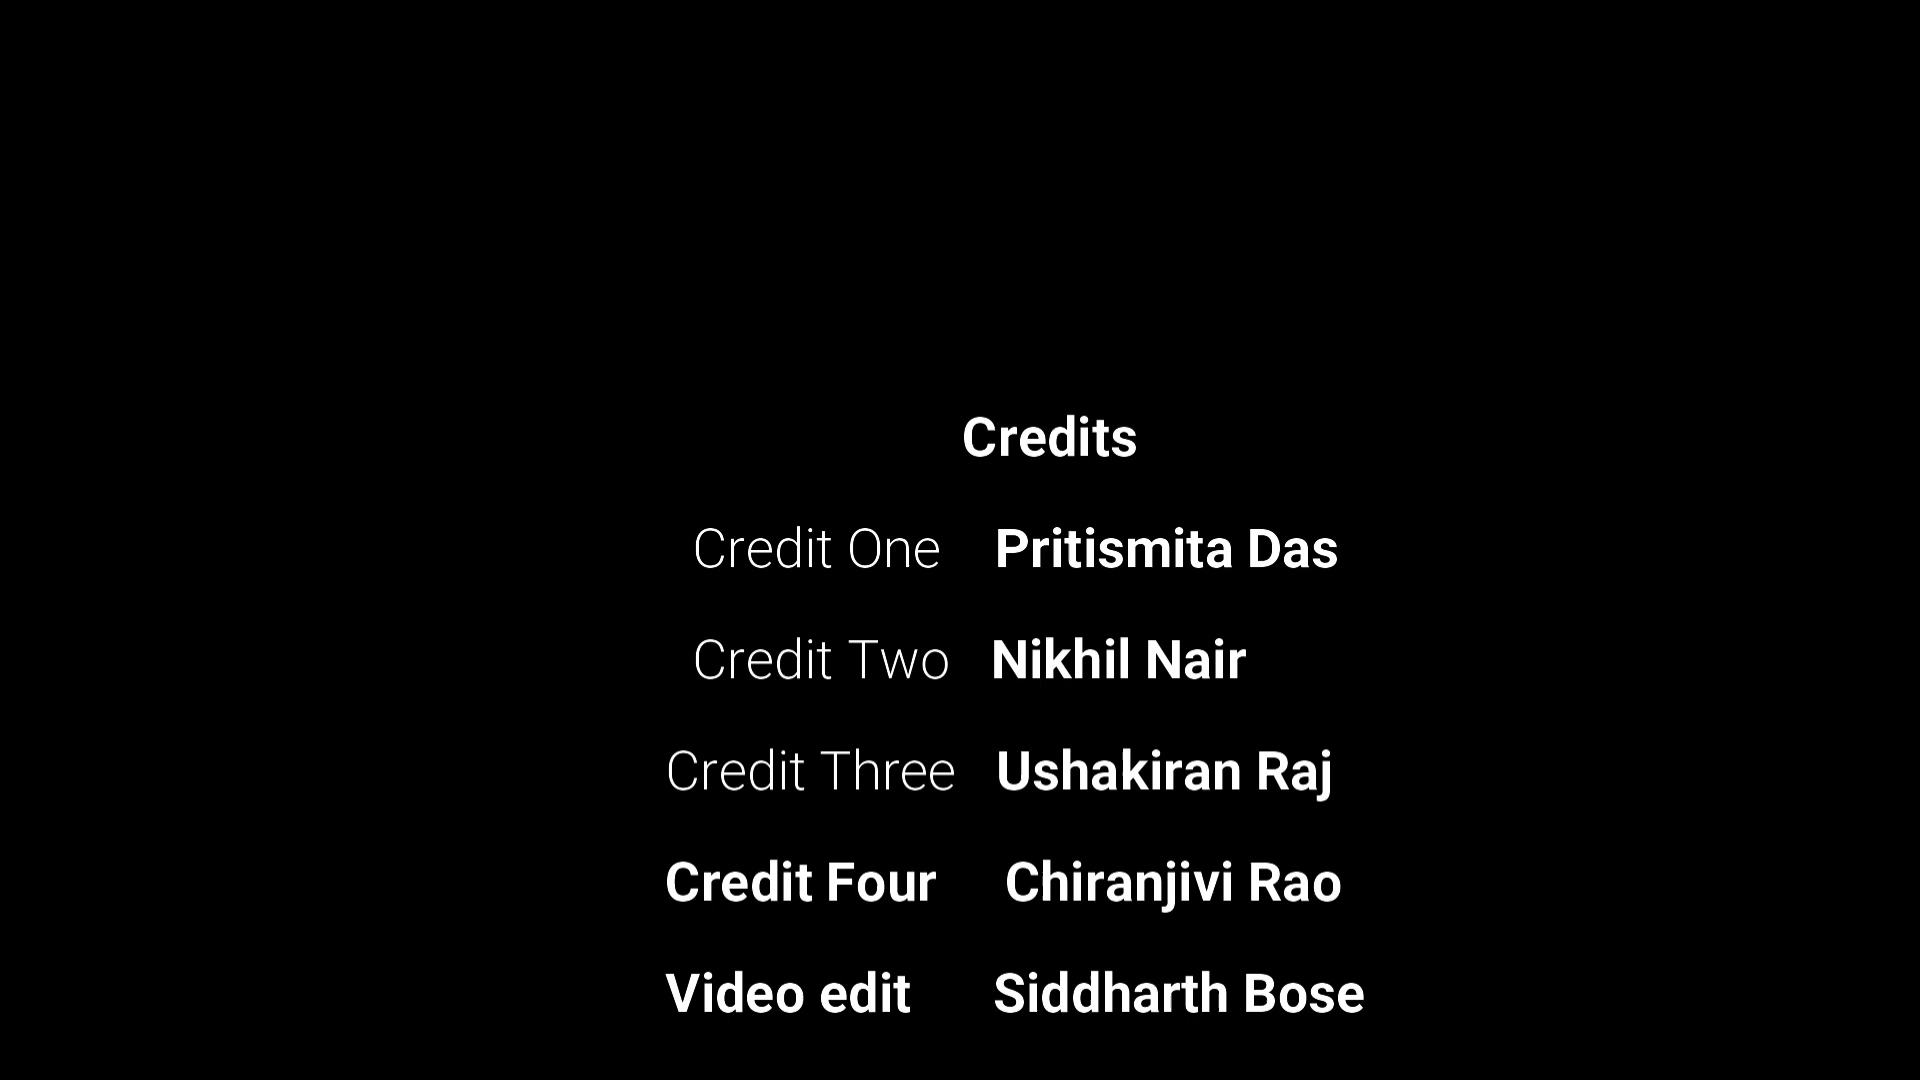 Credits
Credit One Pritismita Das
Credit Two Nikhil Nair
Credit Three Ushakiran Raj
Credit Four Chiranjivi Rao
Video edit Siddharth Bose